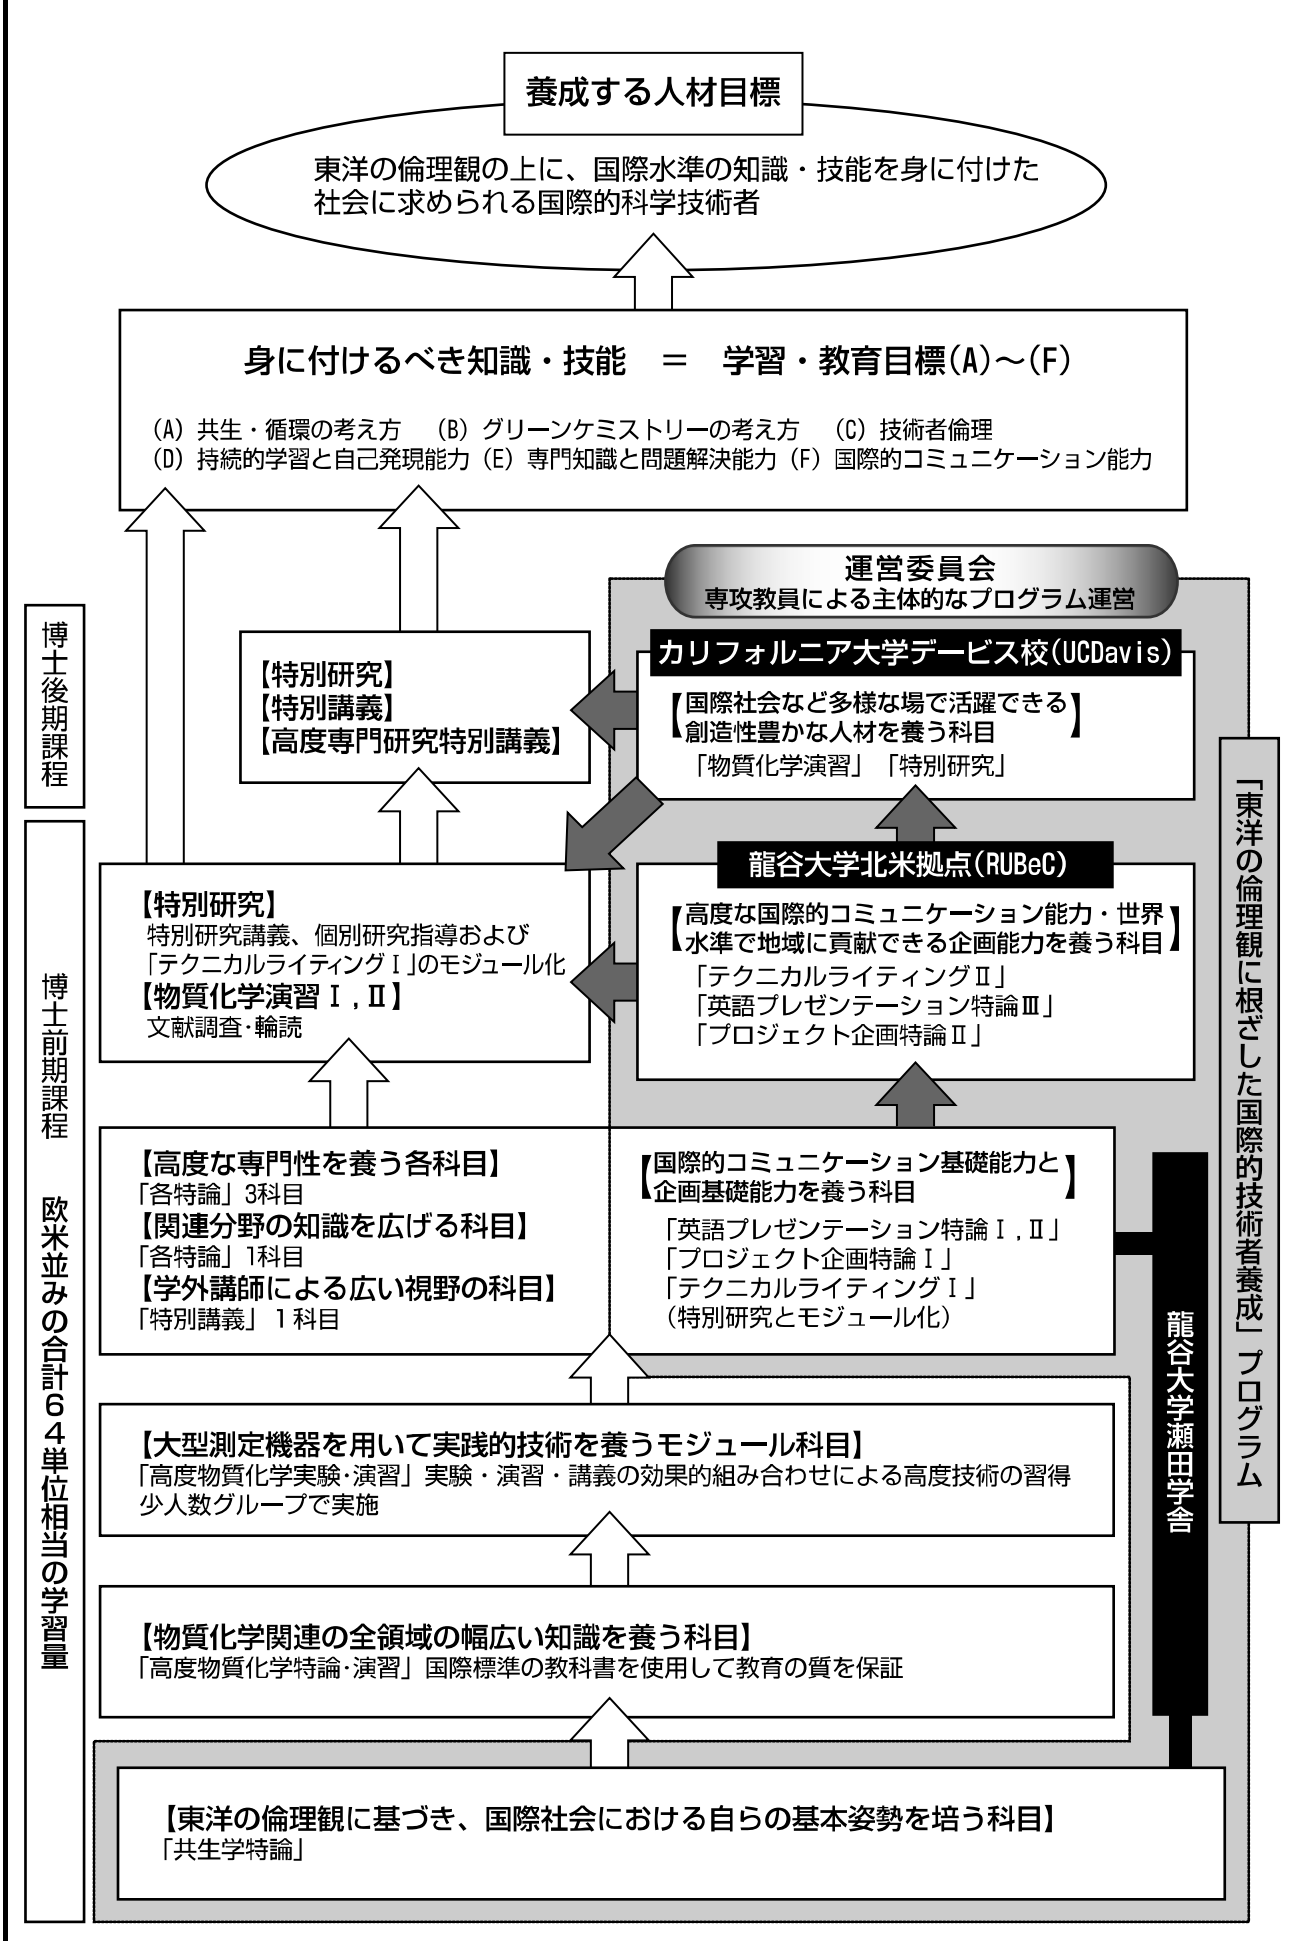 養成する人材目標
東洋の倫理観の上に、国際水準の知識・技能を身に付けた
社会に求められる国際的科学技術者
身に付けるべき知識・技能　＝　学習・教育目標(A)～(F)
(A) 共生・循環の考え方　(B) グリーンケミストリーの考え方　(C) 技術者倫理
(D) 持続的学習と自己発現能力 (E) 専門知識と問題解決能力 (F) 国際的コミュニケーション能力
運営委員会
専攻教員による主体的なプログラム運営
博士後期課程
【特別研究】
【特別講義】
【高度専門研究特別講義】
カリフォルニア大学デービス校(UCDavis)
【国際社会など多様な場で活躍できる
創造性豊かな人材を養う科目】
「物質化学演習」「特別研究」
「東洋の倫理観に根ざした国際的技術者養成」プログラム
博士前期課程　欧米並みの合計６４単位相当の学習量
【特別研究】
特別研究講義、個別研究指導および
「テクニカルライティングⅠ」のモジュール化
【物質化学演習Ⅰ,Ⅱ】
文献調査・輪読
龍谷大学北米拠点(RUBeC)
【高度な国際的コミュニケーション能力・世界
水準で地域に貢献できる企画能力を養う科目】
「テクニカルライティングⅡ」
「英語プレゼンテーション特論Ⅲ」
「プロジェクト企画特論Ⅱ」
【高度な専門性を養う各科目】
「各特論」3科目
【関連分野の知識を広げる科目】
「各特論」1科目
【学外講師による広い視野の科目】
「特別講義」１科目
【国際的コミュニケーション基礎能力と
企画基礎能力を養う科目】
「英語プレゼンテーション特論Ⅰ,Ⅱ」
「プロジェクト企画特論Ⅰ」
「テクニカルライティングⅠ」
(特別研究とモジュール化)
龍谷大学瀬田学舎
【大型測定機器を用いて実践的技術を養うモジュール科目】
「高度物質化学実験・演習」実験・演習・講義の効果的組み合わせによる高度技術の習得
少人数グループで実施
【物質化学関連の全領域の幅広い知識を養う科目】
「高度物質化学特論・演習」国際標準の教科書を使用して教育の質を保証
【東洋の倫理観に基づき、国際社会における自らの基本姿勢を培う科目】
「共生学特論」